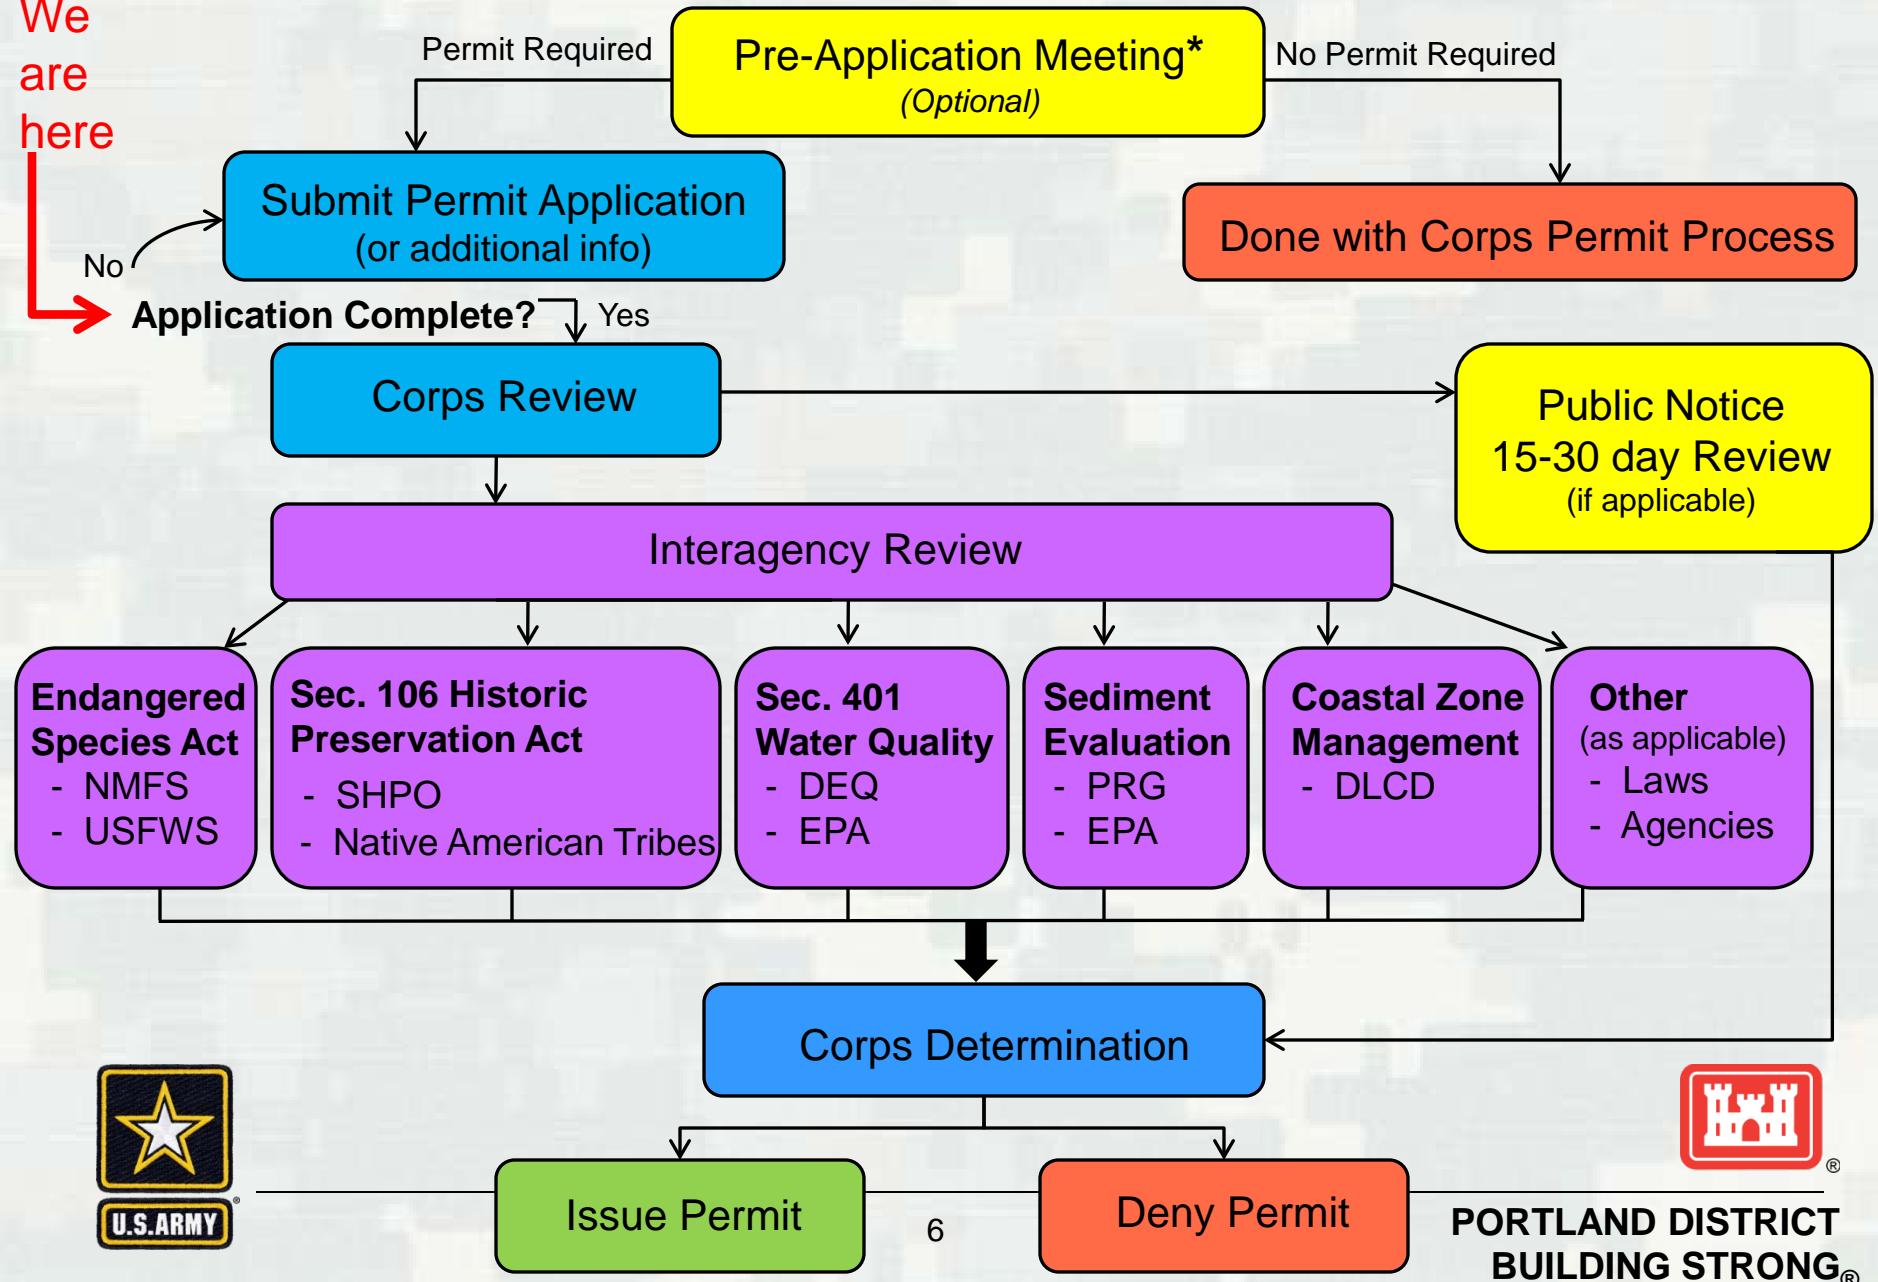 We
are
here
Permit Required
Pre-Application Meeting*
(Optional)
No Permit Required
Submit Permit Application
(or additional info)
Done with Corps Permit Process
No
Application Complete?
Yes
Corps Review
Public Notice
15-30 day Review
(if applicable)
Interagency Review
Endangered
Species Act
- NMFS
- USFWS
Sec. 106 Historic
Preservation Act
- SHPO
- Native American Tribes
Sec. 401
Water Quality
- DEQ
- EPA
Sediment
Evaluation
- PRG
- EPA
Coastal Zone
Management
- DLCD
Other
(as applicable)
- Laws
- Agencies
Corps Determination
Issue Permit
Deny Permit
U.S.ARMY
®
6
®
PORTLAND DISTRICT
BUILDING STRONG®